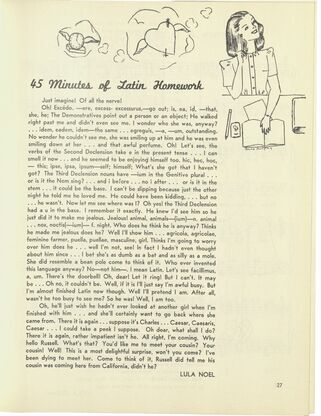 45 Minutes of Latin Homework
Just imagine! Of all the nerve!
Oh! Excēdo, —ere, excess- excessurus,—go out; is, ea, id, —that,
she, he; The Demonstratives point out a person or an object; He walked
right past me and didn't even see me. I wonder who she was, anyway?
. . . idem, eadem, idem—the same . . . egreguis, —a, —um, outstanding.
No wonder he couldn't see me, she was smiling up at him and he was even
smiling down at her . . . and that awful perfume. Oh! Let's see, the
verbs of the Second Declension take e in the present tense . . . I can
smell it now . . . and he seemed to be enjoying himself too. hic, hec, hoc,
— this; ipse, ipsa, ipsum—self; himself; What's she got that I haven't
got? The Third Declension nouns have —ium in the Genitive plural . . .
or is it the Nom sing? . . . and i before . . . no i after . . . or is it in the
stem . . . it could be the base. I can't be slipping because just the other
night he told me he loved me. He could have been kidding, . . . but no
. . . he wasn't. Now let me see where was I? Oh yes! the Third Declension
had a u in the base. I remember it exactly. He knew I'd see him so he
just did it to make me jealous. Jealous! animal, animals—(ium)—n. animal
. . . nox, noctis(—ium)— f. night. Who does he think he is anyway? Thinks
he made me jealous does he? Well I'll show him . . . agricola, agricolae,
feminine farmer, puella, puellae, masculine, girl. Thinks I'm going to worry
over him does he . . . well I'm not, see! In fact I hadn't even thought
about him since . . . I bet she's as dumb as a bat and as silly as a mole.
She did resemble a bean pole come to think of it. Who ever invented
this language anyway? No—not him—. I mean Latin. Let's see facillimus,
a, um. There's the doorbell! Oh, dear! Let it ring! But I can't. It may
be . . . Oh no, it couldn't be. Well, if it is I'll just say I'm awful busy. But
I'm almost finished Latin now though. Well I'll pretend I am. After all,
wasn't he too busy to see me? So he was! Well, I am too.
Oh, he'll just wish he hadn't ever looked at another girl when I'm
finished with him . . . and she'll certainly want to go back where she
came from. There it is again . . . suppose it's Charles . . . Caesar, Caesaris,
Caesar . . . I could take a peek I suppose. Oh dear, what shall I do?
There it is again, rather impatient isn't he. All right, I'm coming. Why
hello Russell. What's that? You'd like me to meet your cousin? Your
cousin! Well! This is a most delightful surprise, won't you come? I've
been dying to meet her. Come to think of it, Russell did tell me his
cousin was coming here from California, didn't he?
LULA NOEL
27